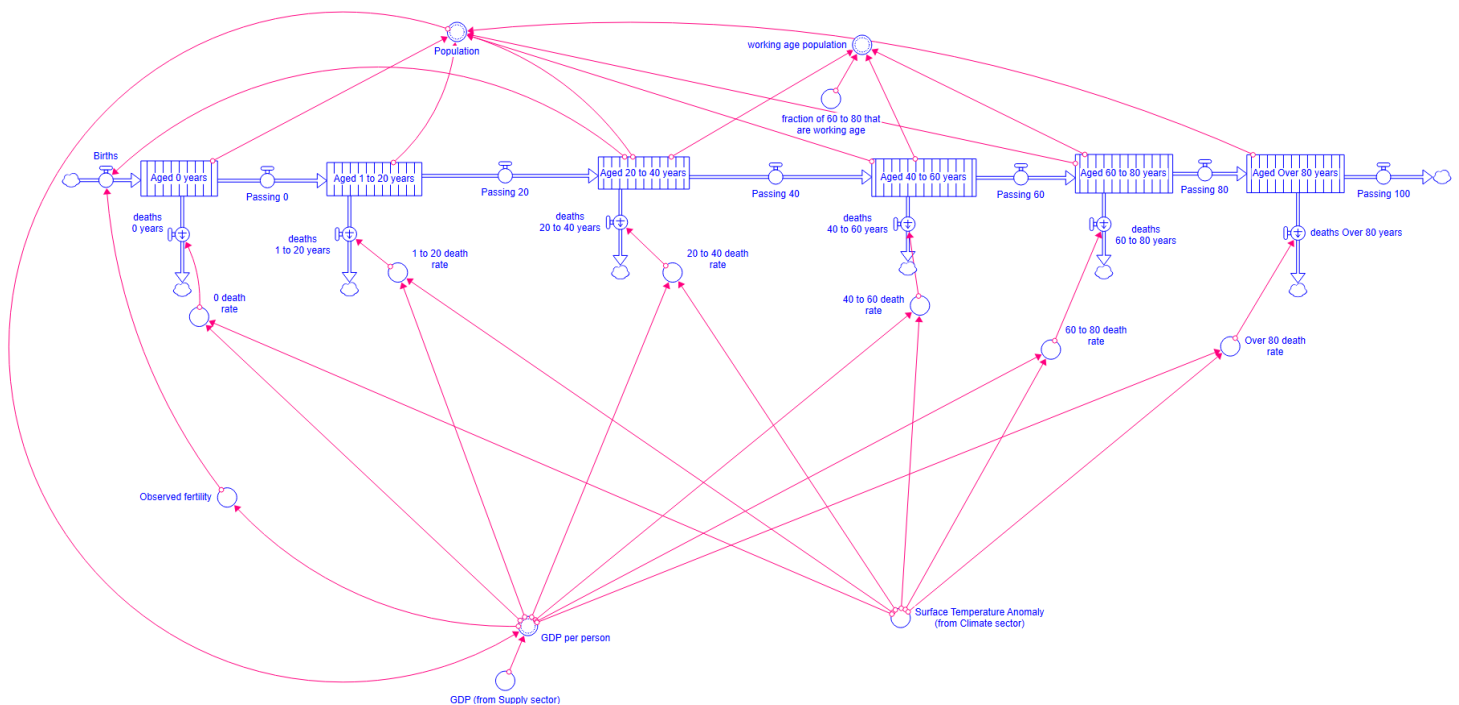 Population
working age population
fraction of 60 to 80 that
are working age
Births
Aged 0 years
Passing 0
Aged 1 to 20 years
Passing 20
Aged 20 to 40 years
Passing 40
Aged 40 to 60 years
Passing 60
Aged 60 to 80 years
Passing 80
Aged Over 80 years
Passing 100
deaths
0 years
deaths
1 to 20 years
1 to 20 death
rate
deaths
20 to 40 years
20 to 40 death
rate
deaths
40 to 60 years
deaths
60 to 80 years
deaths Over 80 years
0 death
rate
40 to 60 death
rate
60 to 80 death
rate
Over 80 death
rate
Observed fertility
GDP per person
Surface Temperature Anomaly
(from Climate sector)
GDP (from Supply sector)